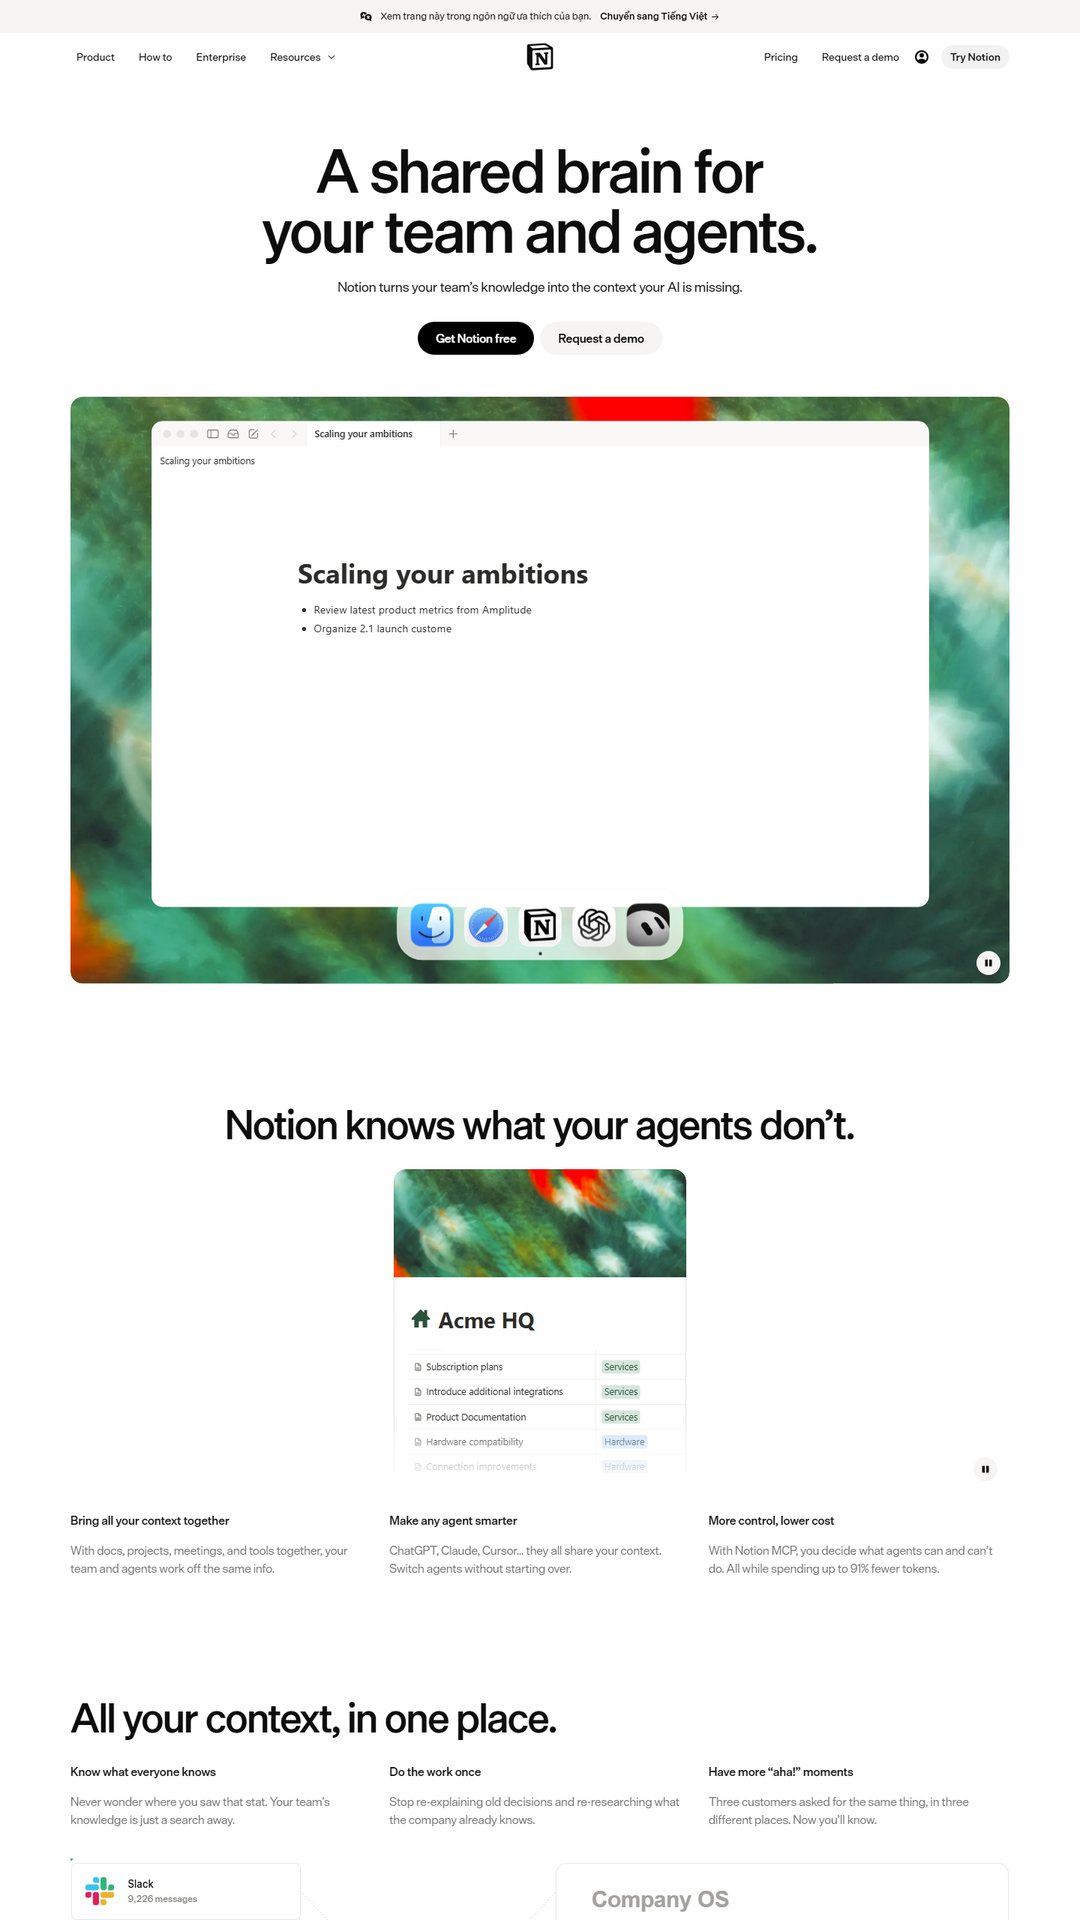 Xem trang này trong ngôn ngữ ưa thích của bạn. Chuyển sang Tiếng Việt →
Product How to Enterprise Resources
N
Pricing Request a demo Try Notion
A shared brain for
your team and agents.
Notion turns your team’s knowledge into the context your AI is missing.
Get Notion free Request a demo
Scaling your ambitions
Scaling your ambitions
Scaling your ambitions
• Review latest product metrics from Amplitude
• Organize 2.1 launch custome
N
Notion knows what your agents don’t.
Acme HQ
Subscription plans Services
Introduce additional integrations Services
Product Documentation Services
Hardware compatibility Hardware
Connection improvements Hardware
Bring all your context together
With docs, projects, meetings, and tools together, your
team and agents work off the same info.
Make any agent smarter
ChatGPT, Claude, Cursor... they all share your context.
Switch agents without starting over.
More control, lower cost
With Notion MCP, you decide what agents can and can’t
do. All while spending up to 91% fewer tokens.
All your context, in one place.
Know what everyone knows
Never wonder where you saw that stat. Your team’s
knowledge is just a search away.
Do the work once
Stop re-explaining old decisions and re-researching what
the company already knows.
Have more “aha!” moments
Three customers asked for the same thing, in three
different places. Now you’ll know.
Slack
9,226 messages
Company OS